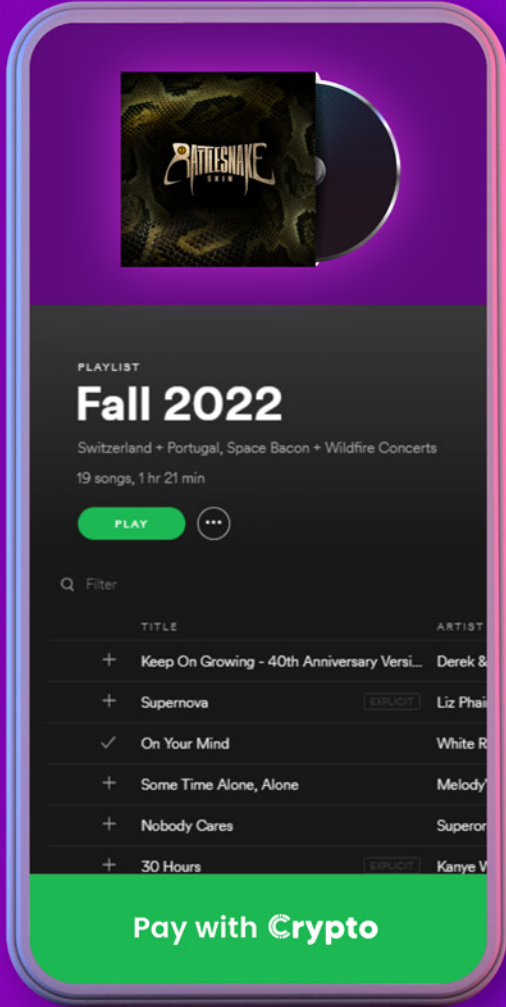 RATTLESNAKE
SKIN
PLAYLIST
Fall 2022
Switzerland + Portugal, Space Bacon + Wildfire Concerts
19 songs, 1 hr 21 min
PLAY
Filter
TITLE ARTIST
Keep On Growing - 40th Anniversary Versi... Derek &
Supernova EXPLICIT Liz Phai
On Your Mind White R
Some Time Alone, Alone Melody'
Nobody Cares Superor
30 Hours EXPLICIT Kanye W
Pay with Crypto